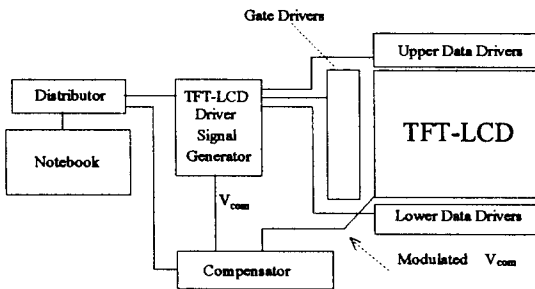 Gate Drivers
Upper Data Drivers
Distributor
TFT-LCD
Driver
Signal
Generator
TFT-LCD
Notebook
Vcom
Lower Data Drivers
Compensator
Modulated Vcom